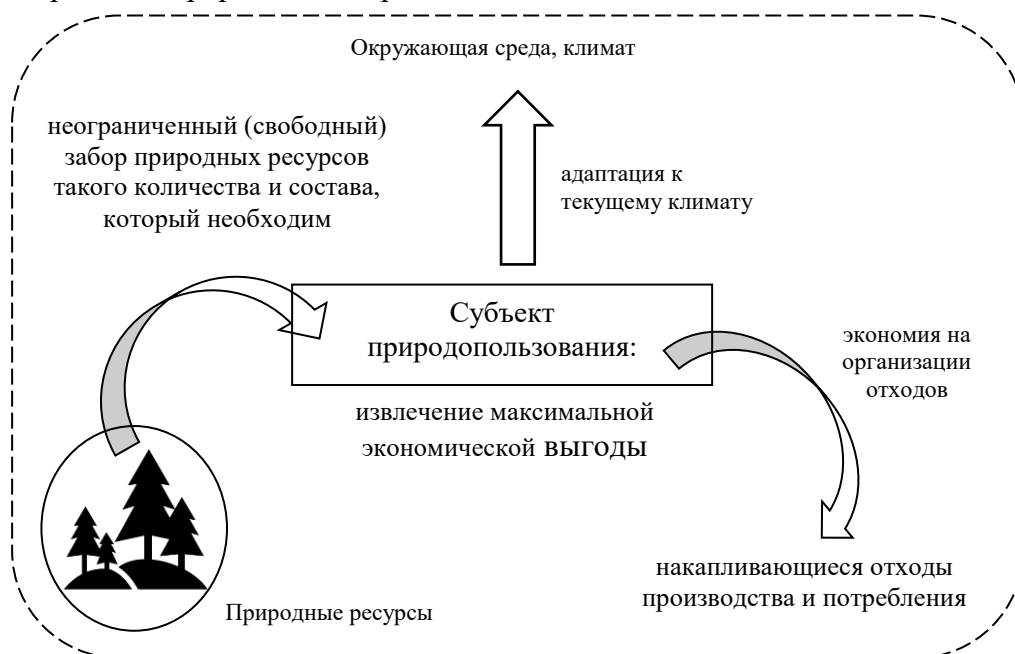 Окружающая среда, климат
неограниченный (свободный)
забор природных ресурсов
такого количества и состава,
который необходим
адаптация к
текущему климату
Субъект
природопользования:
экономия на
организации
отходов
извлечение максимальной
экономической выгоды
накапливающиеся отходы
производства и потребления
Природные ресурсы